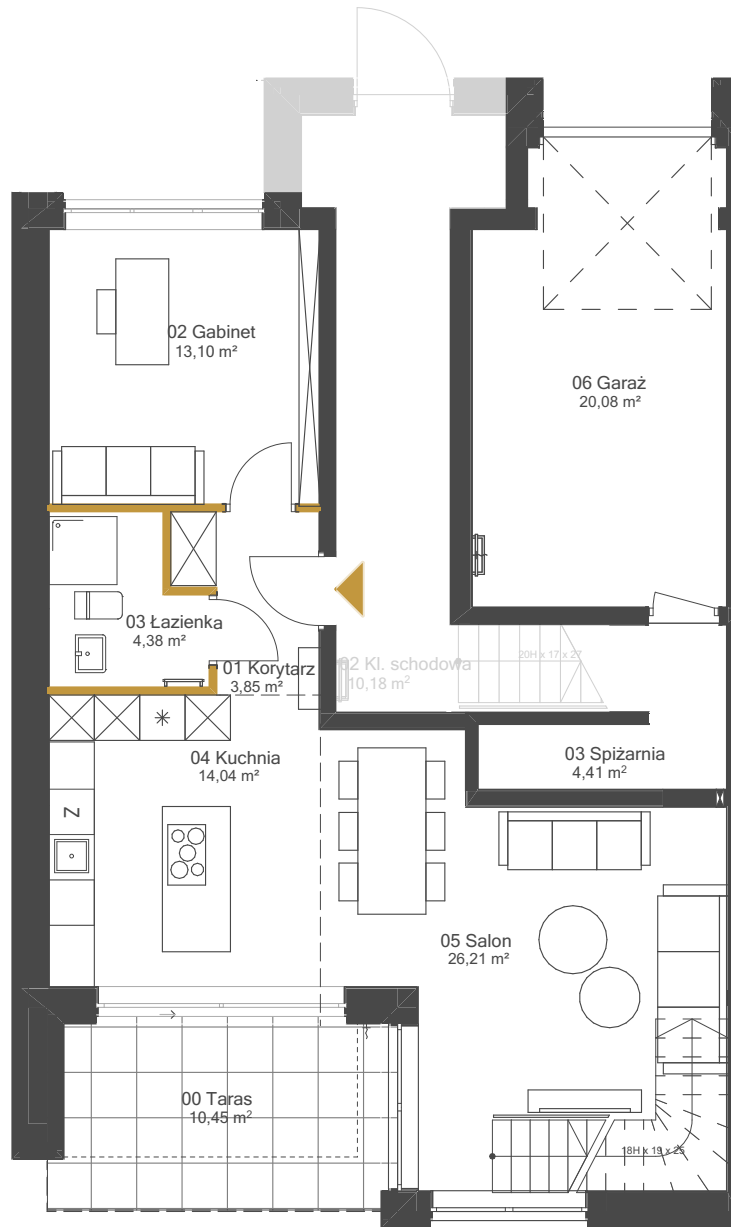 02 Gabinet
13,10 m²
06 Garaż
20,08 m²
03 Łazienka
4,38 m²
01 Korytarz
3,85 m²
02 Kl. schodowa
10,18 m²
20H x 17 x 27
03 Spiżarnia
4,41 m²
04 Kuchnia
14,04 m²
Z
05 Salon
26,21 m²
00 Taras
10,45 m²
18H x 19 x 25